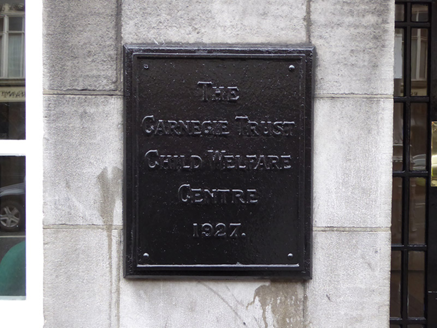 The
Carnegie Trust
Child Welfare
Centre
1927.